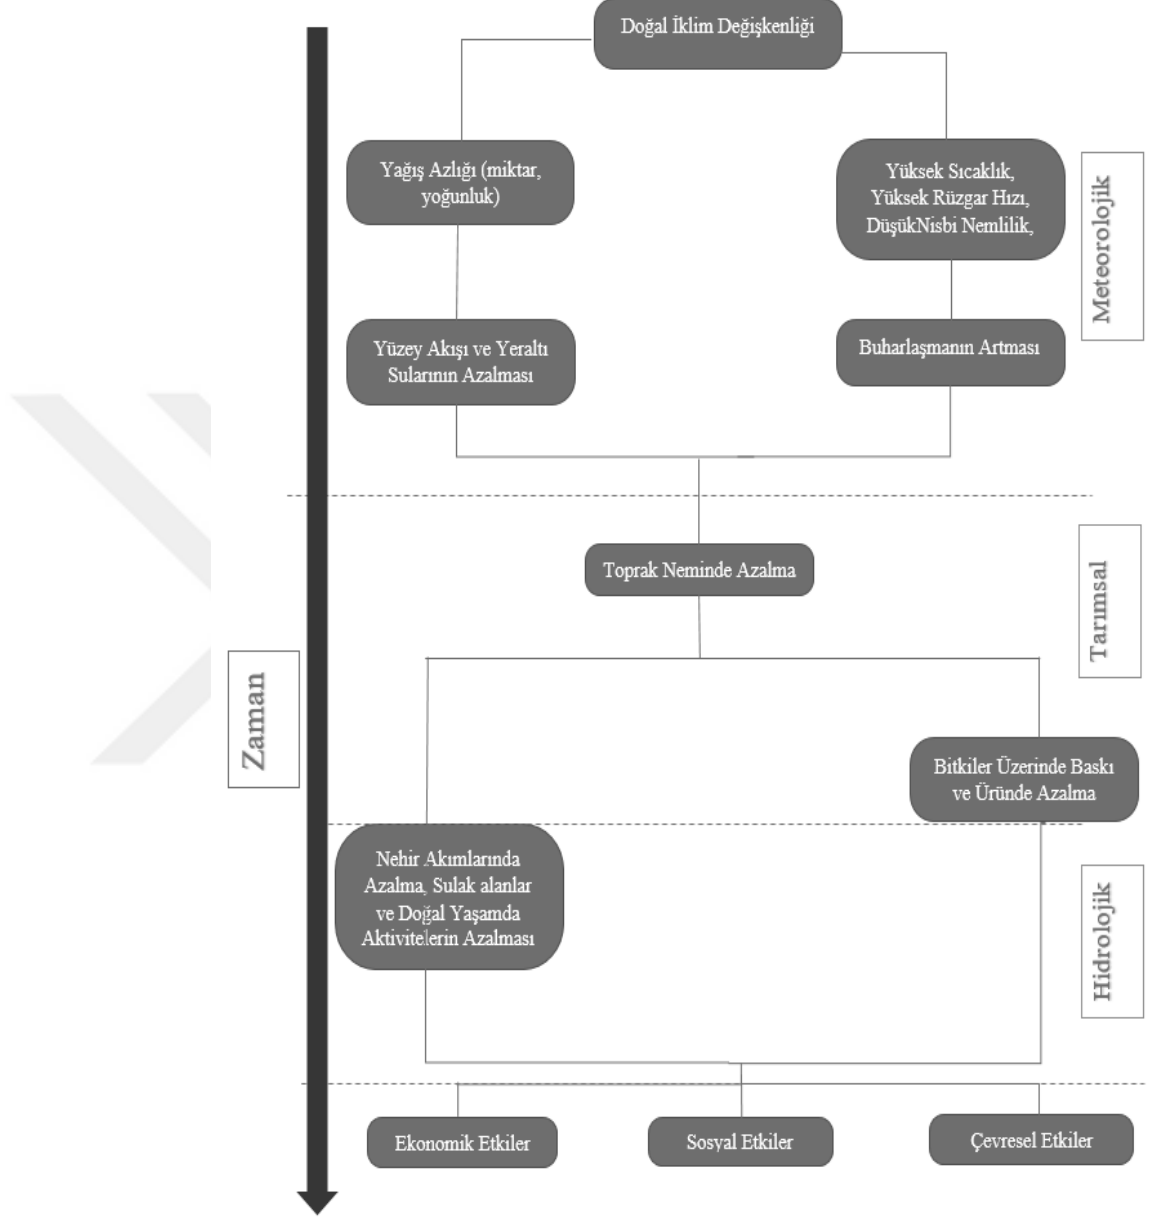 Doğal İklim Değişkenliği
Yağış Azlığı (miktar,
yoğunluk)
Yüksek Sıcaklık,
Yüksek Rüzgar Hızı,
DüşükNisbi Nemlilik,
Meteorolojik
Yüzey Akışı ve Yeraltı
Sularının Azalması
Buharlaşmanın Artması
Toprak Neminde Azalma
Tarımsal
Zaman
Bitkiler Üzerinde Baskı
ve Üründe Azalma
Nehir Akımlarında
Azalma, Sulak alanlar
ve Doğal Yaşamda
Aktivitelerin Azalması
Hidrolojik
Ekonomik Etkiler
Sosyal Etkiler
Çevresel Etkiler